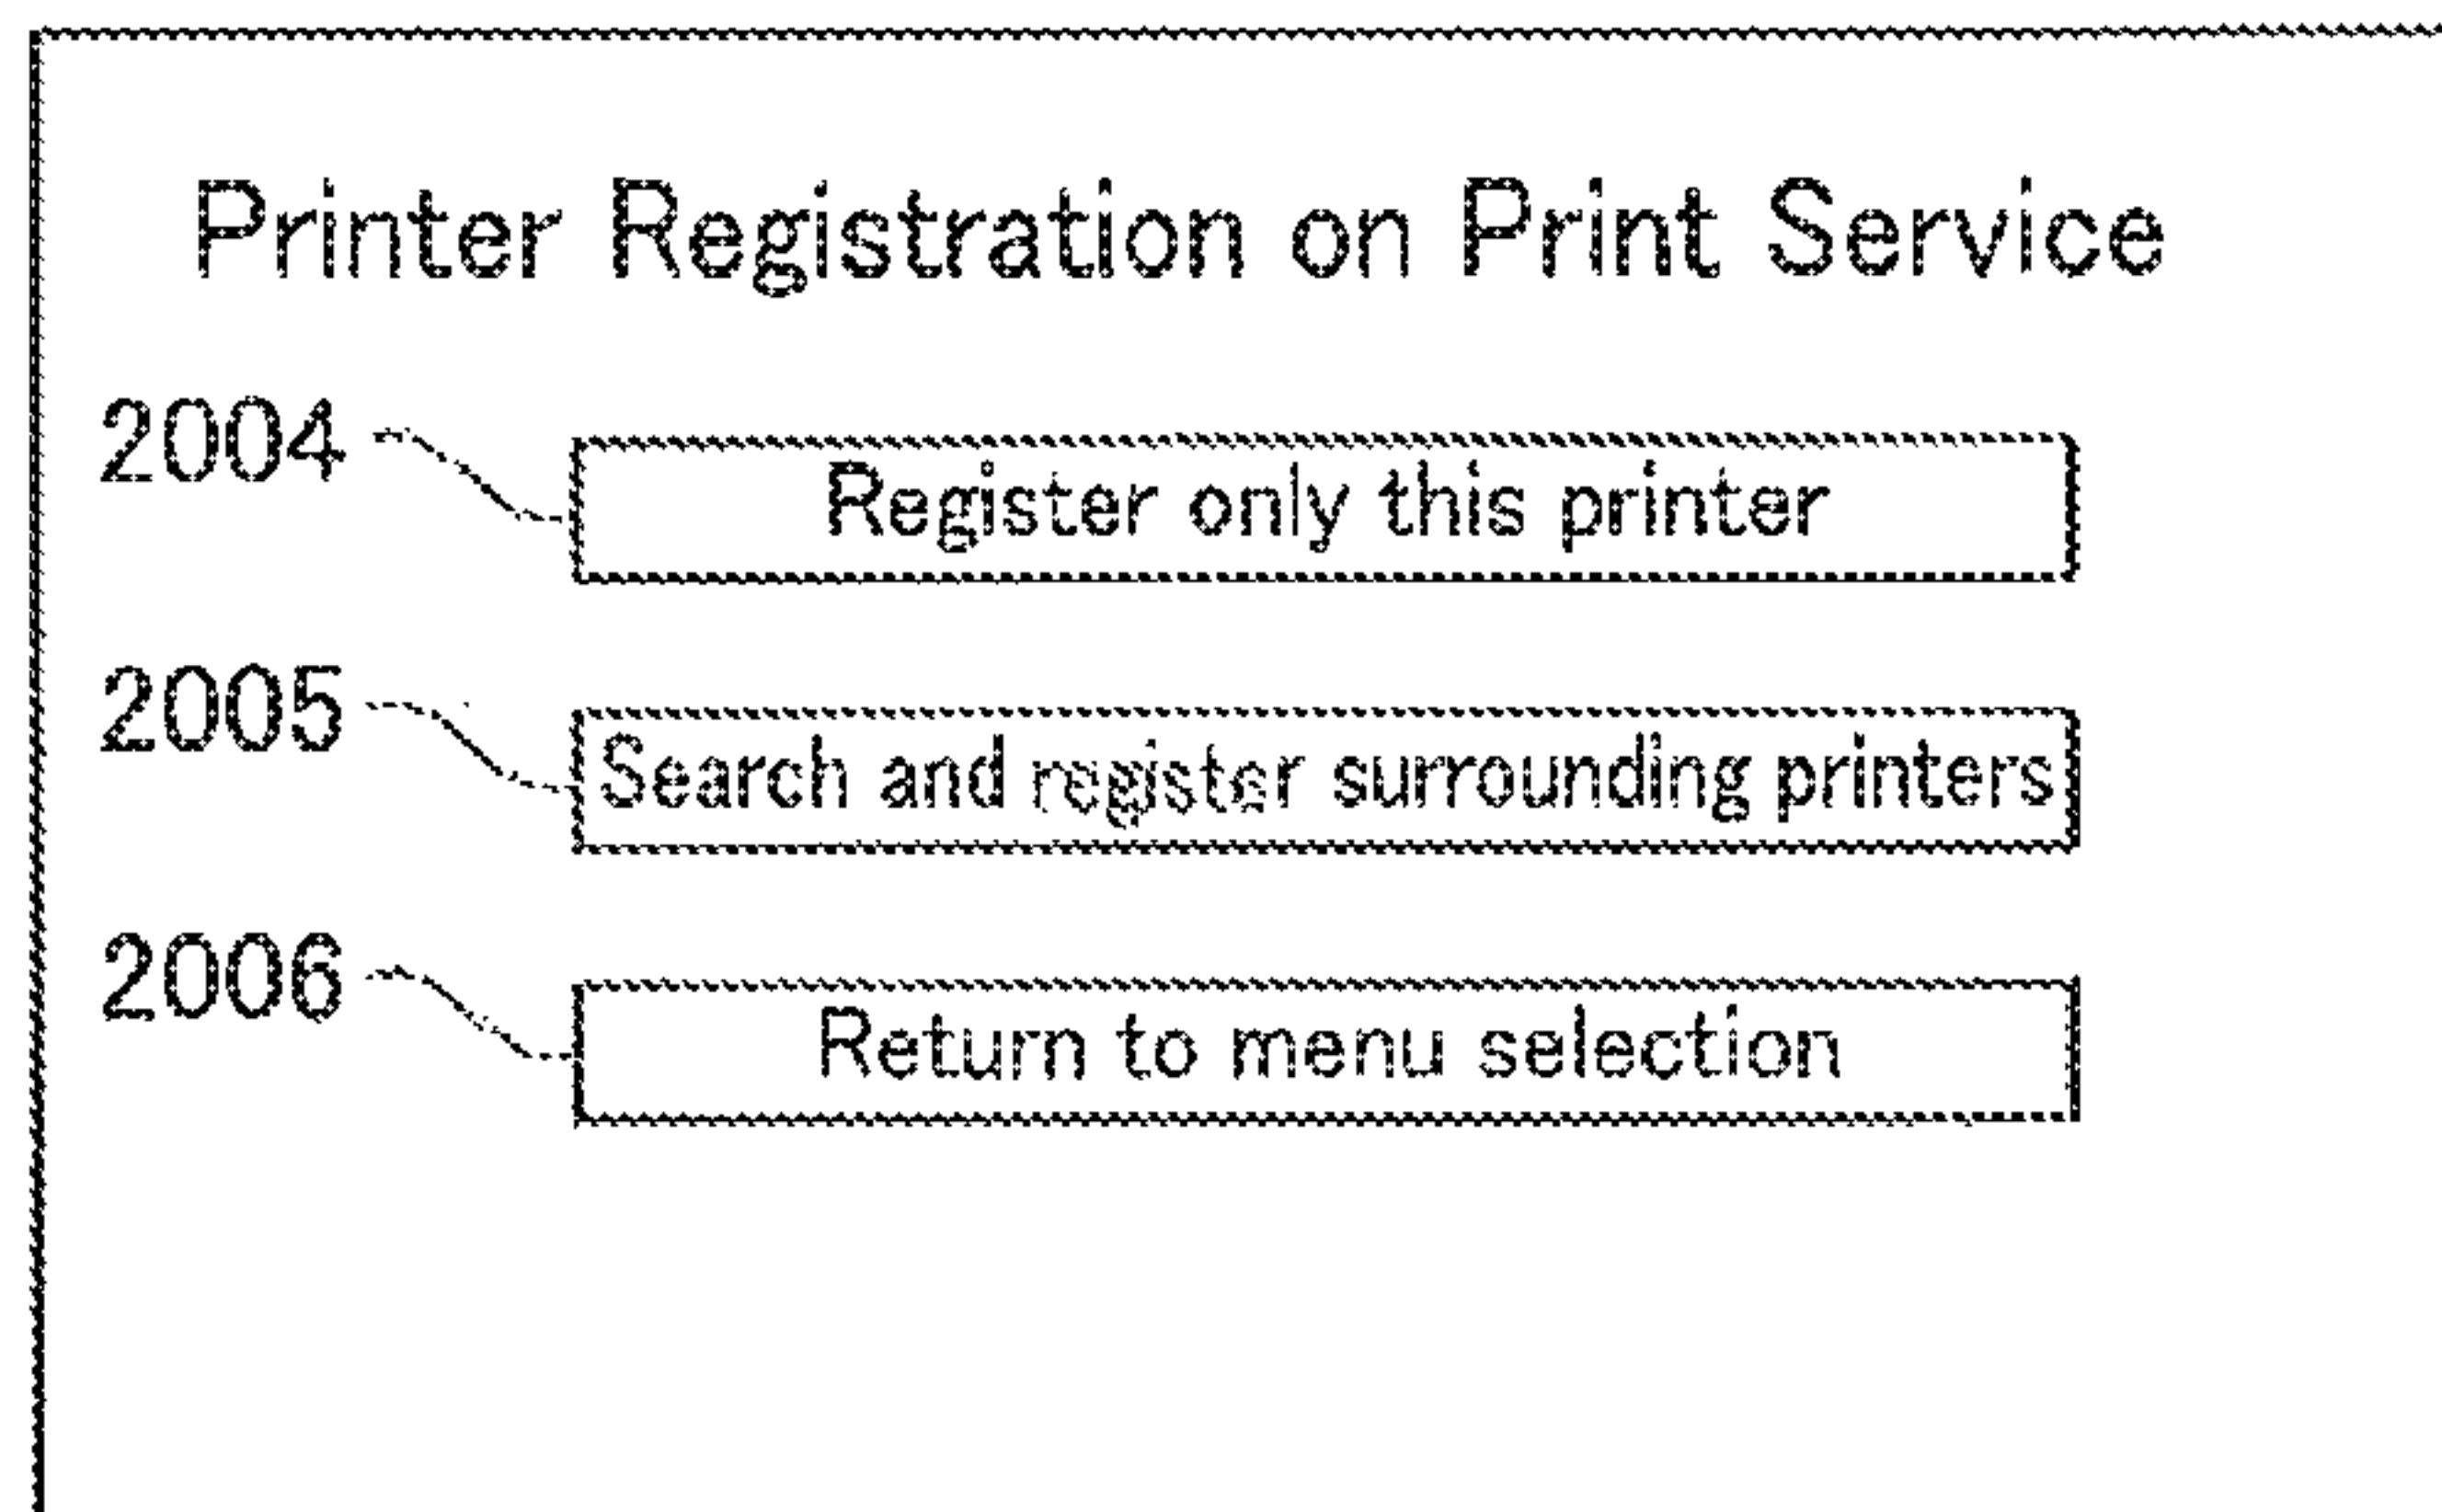 Printer Registration on Print Service
2004
Register only this printer
2005
Search and register surrounding printers
2006
Return to menu selection